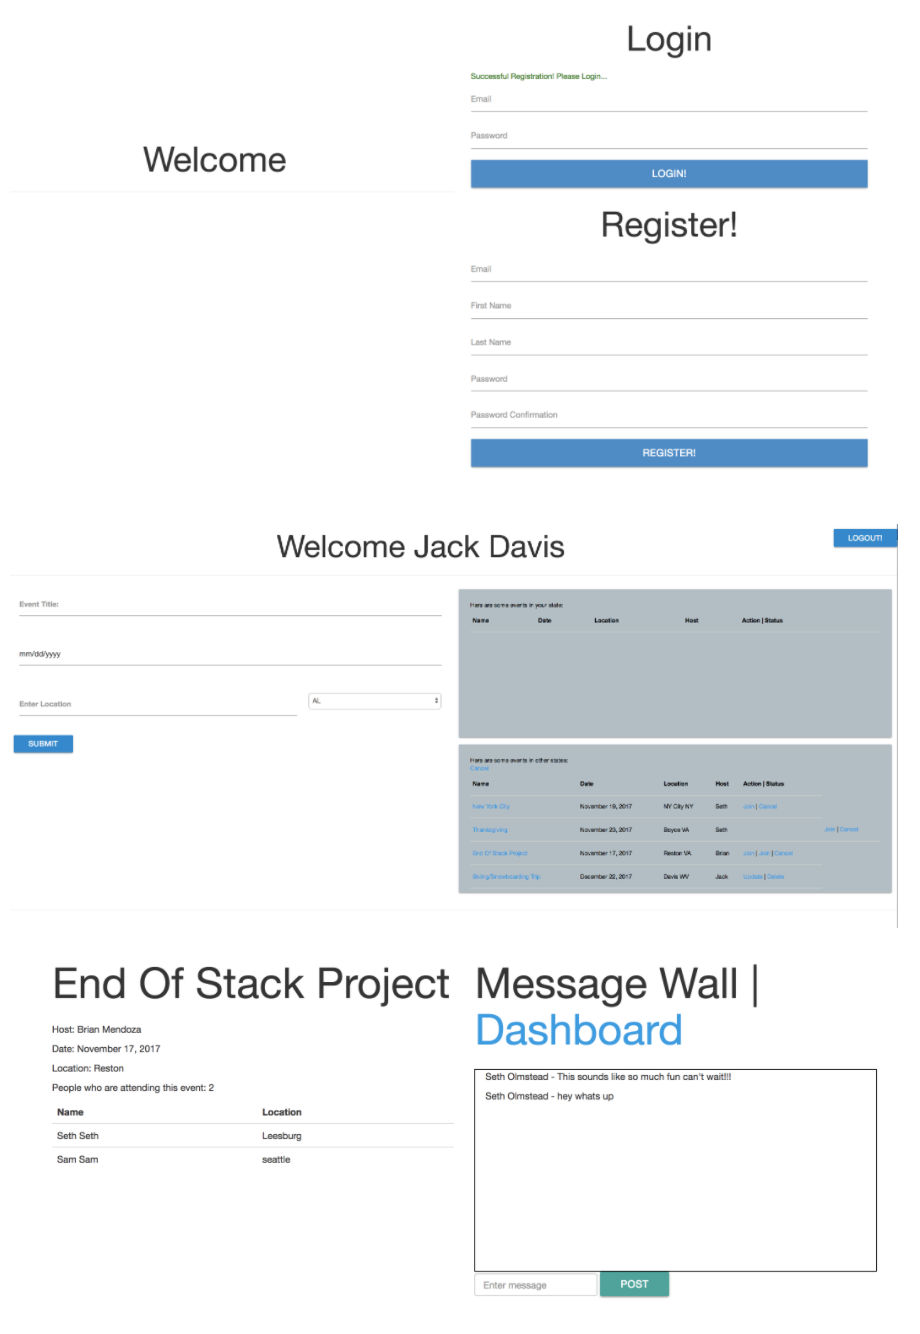 Welcome
Login
Successful Registration! Please Login...
Email
Password
LOGIN!
Register!
Email
First Name
Last Name
Password
Password Confirmation
REGISTER!
Welcome Jack Davis
LOGOUT!
Event Title:
mm/dd/yyyy
Enter Location
AL
SUBMIT
Here are some events in your state:
Name Date Location Host Action | Status
Here are some events in other states:
Cancel
Name Date Location Host Action | Status
New York City November 19, 2017 NY City NY Seth Join | Cancel
Thanksgiving November 23, 2017 Boyce VA Seth Join | Cancel
End Of Stack Project November 17, 2017 Reston VA Brian Join | Join | Cancel
Skiing/Snowboarding Trip December 22, 2017 Davis WV Jack Update | Delete
End Of Stack Project
Host: Brian Mendoza
Date: November 17, 2017
Location: Reston
People who are attending this event: 2
Name Location
Seth Seth Leesburg
Sam Sam seattle
Message Wall |
Dashboard
Seth Olmstead - This sounds like so much fun can't wait!!!
Seth Olmstead - hey whats up
Enter message
POST